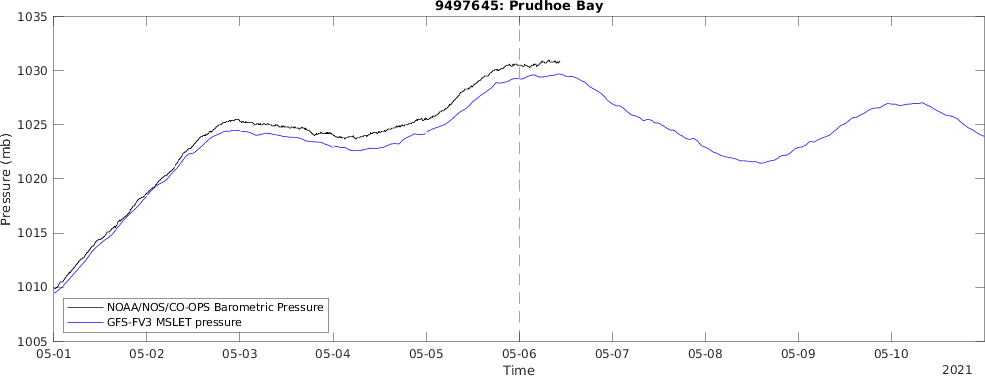 9497645: Prudhoe Bay
Pressure (mb)
1035
1030
1025
1020
1015
1010
1005
NOAA/NOS/CO-OPS Barometric Pressure
GFS-FV3 MSLET pressure
05-01 05-02 05-03 05-04 05-05 05-06 05-07 05-08 05-09 05-10
Time
2021